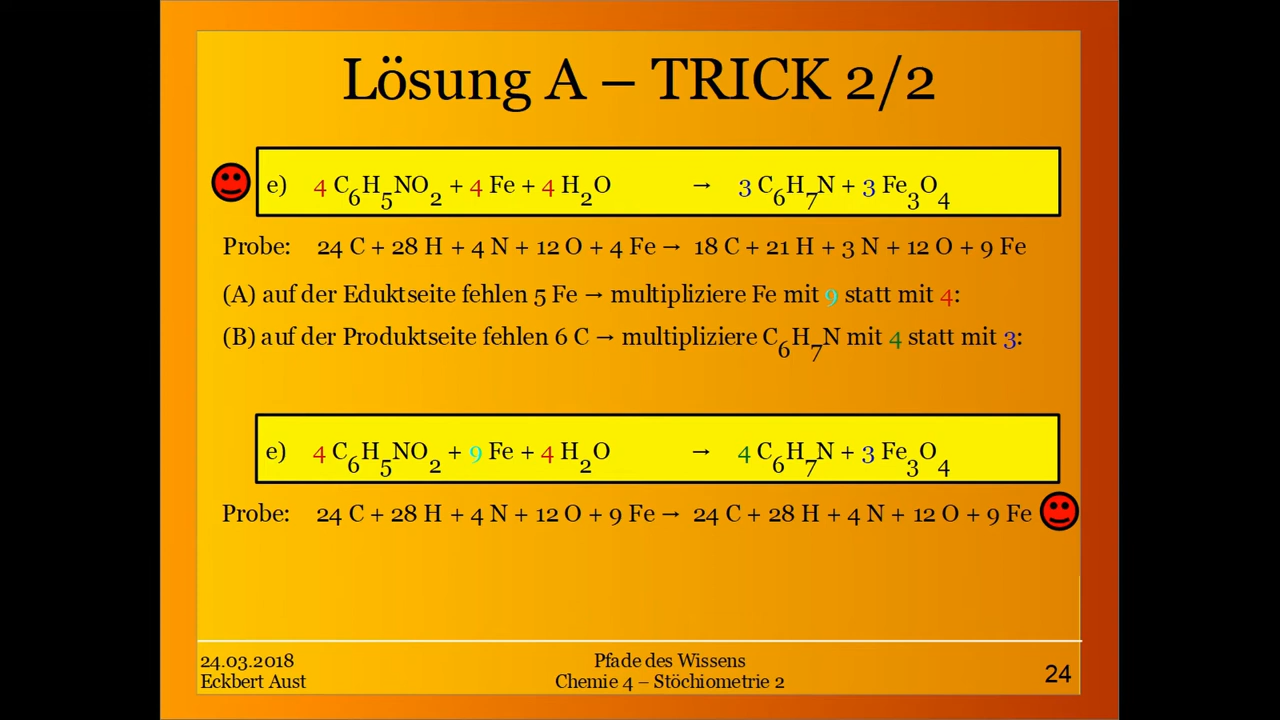 Lösung A – TRICK 2/2
e) 4 C₆H₅NO₂ + 4 Fe + 4 H₂O → 3 C₆H₇N + 3 Fe₃O₄
Probe: 24 C + 28 H + 4 N + 12 O + 4 Fe → 18 C + 21 H + 3 N + 12 O + 9 Fe
(A) auf der Eduktseite fehlen 5 Fe → multipliziere Fe mit 9 statt mit 4:
(B) auf der Produktseite fehlen 6 C → multipliziere C₆H₇N mit 4 statt mit 3:
e) 4 C₆H₅NO₂ + 9 Fe + 4 H₂O → 4 C₆H₇N + 3 Fe₃O₄
Probe: 24 C + 28 H + 4 N + 12 O + 9 Fe → 24 C + 28 H + 4 N + 12 O + 9 Fe
24.03.2018
Eckbert Aust
Pfade des Wissens
Chemie 4 – Stöchiometrie 2
24